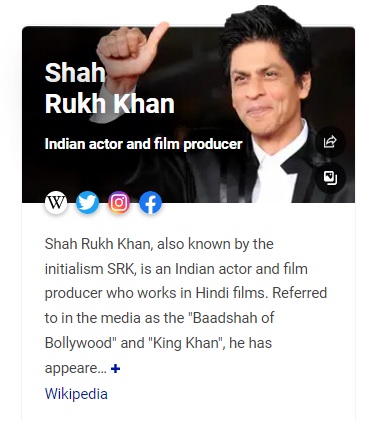 Shah
Rukh Khan
Indian actor and film producer
W
Shah Rukh Khan, also known by the
initialism SRK, is an Indian actor and film
producer who works in Hindi films. Referred
to in the media as the "Baadshah of
Bollywood" and "King Khan", he has
appeare... +
Wikipedia